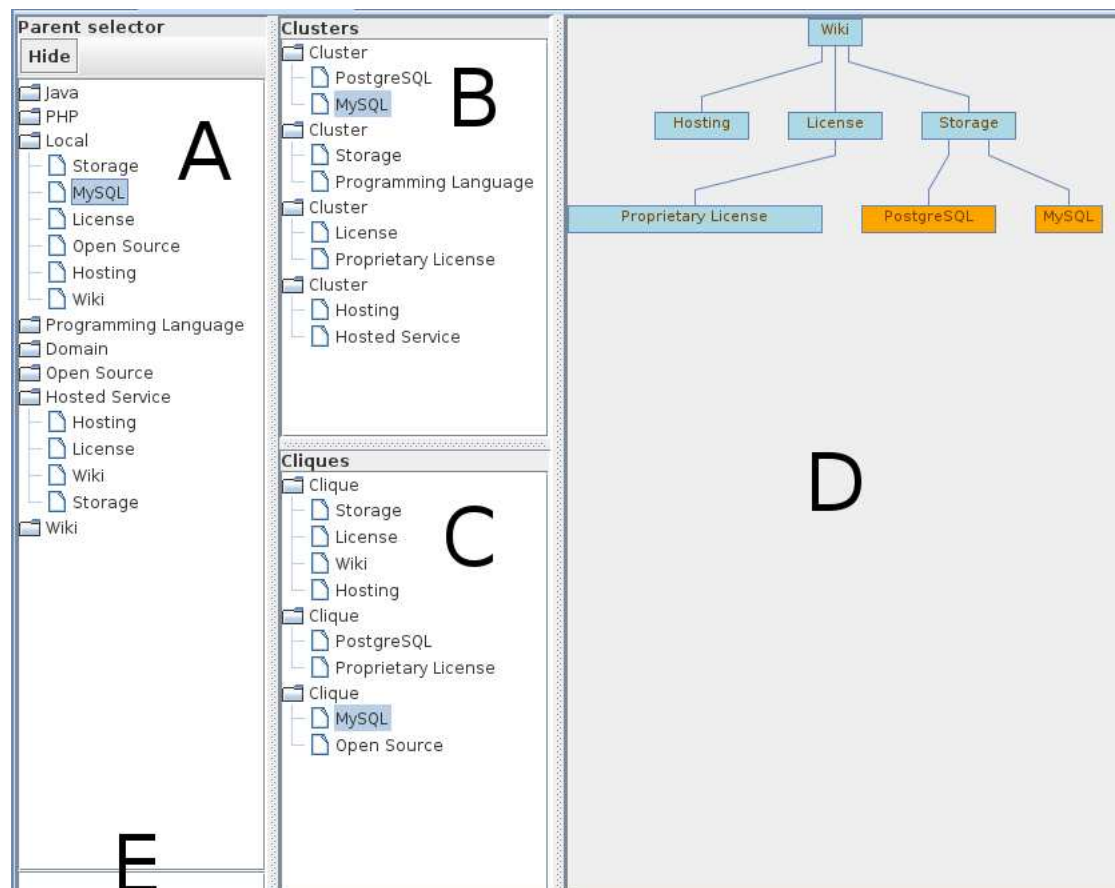 Parent selector
Hide
Java
PHP
Local
Storage
MySQL
License
Open Source
Hosting
Wiki
Programming Language
Domain
Open Source
Hosted Service
Hosting
License
Wiki
Storage
Wiki
A
E
Clusters
Cluster
PostgreSQL
MySQL
Cluster
Storage
Programming Language
Cluster
License
Proprietary License
Cluster
Hosting
Hosted Service
B
Cliques
Clique
Storage
License
Wiki
Hosting
Clique
PostgreSQL
Proprietary License
Clique
MySQL
Open Source
C
Wiki
Hosting License Storage
Proprietary License PostgreSQL MySQL
D